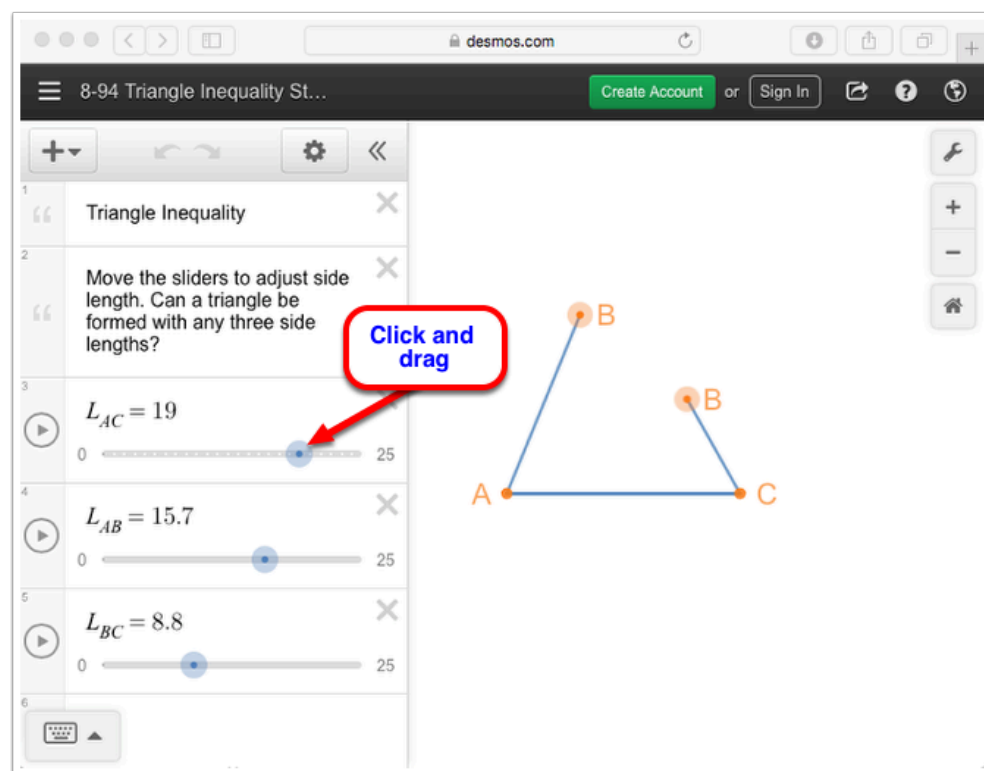 desmos.com
8-94 Triangle Inequality St...
Create Account or Sign In
1
Triangle Inequality
2
Move the sliders to adjust side
length. Can a triangle be
formed with any three side
lengths?
Click and
drag
3
L_AC = 19
0 25
4
L_AB = 15.7
0 25
5
L_BC = 8.8
0 25
6
B
B
A
C